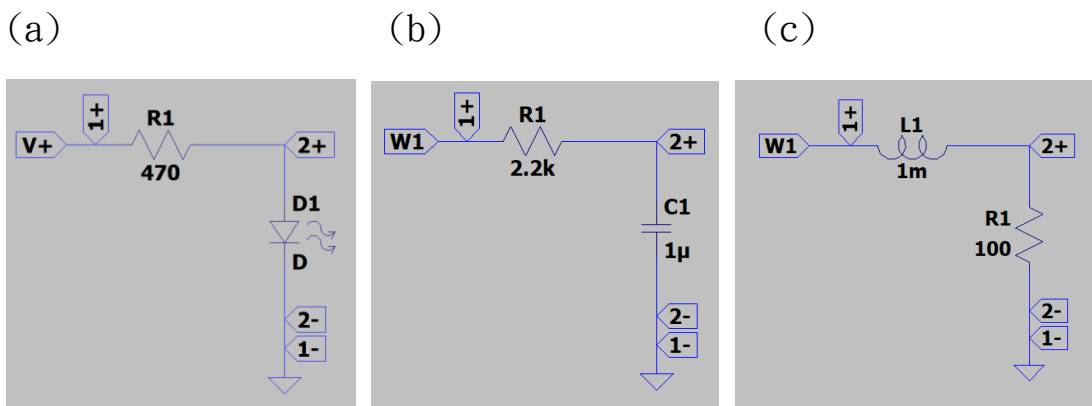 (a)
V+
1+
R1
470
2+
D1
D
2-
1-
(b)
W1
1+
R1
2.2k
2+
C1
1µ
2-
1-
(c)
W1
1+
L1
1m
2+
R1
100
2-
1-